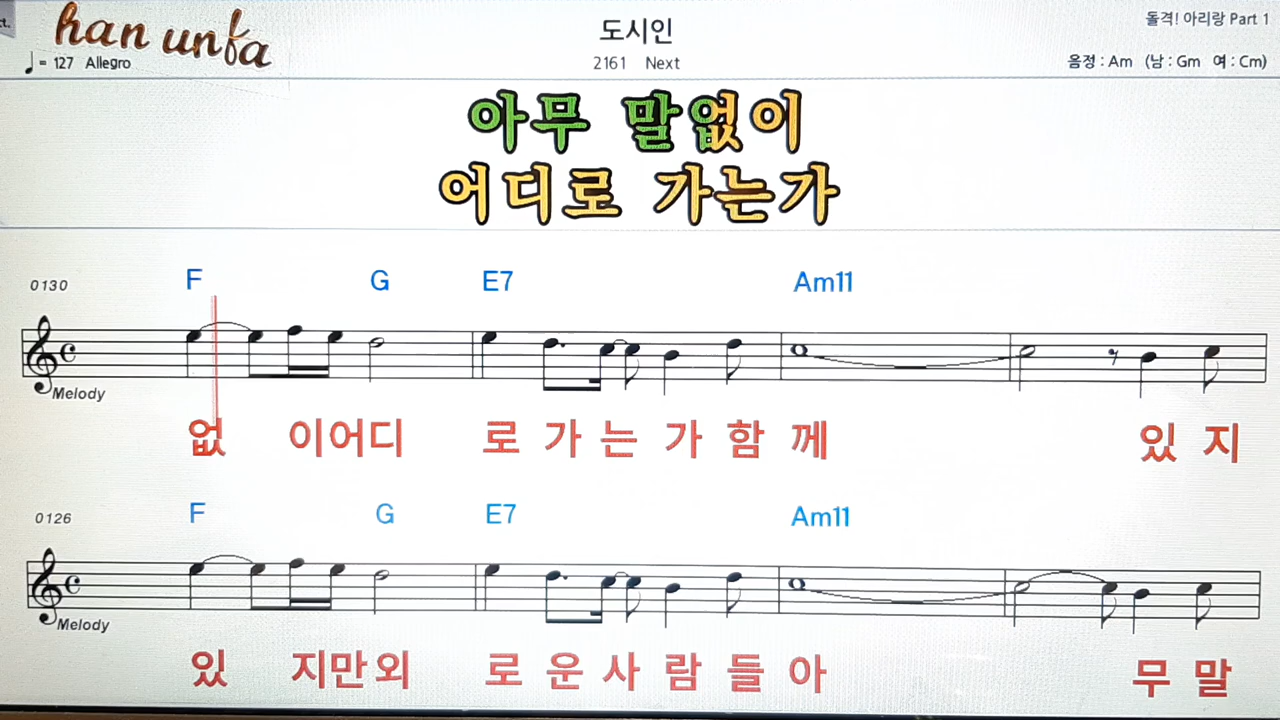 ct.
han unfa
도시인
돌격! 아리랑 Part 1
♩= 127 Allegro
2161 Next
음정 : Am (남 : Gm 여 : Cm)
아무 말없이
어디로 가는가
F G E7 Am11
0130
Melody
없 이어디 로 가 는 가 함 께 있 지
F G E7 Am11
0126
Melody
있 지만외 로 운 사 람 들 아 무 말